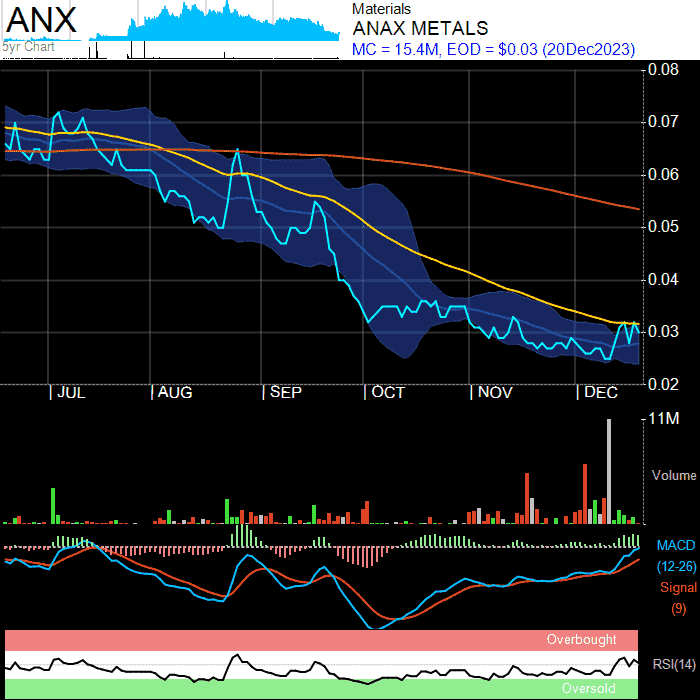 ANX
5yr Chart
Materials
ANAX METALS
MC = 15.4M, EOD = $0.03 (20Dec2023)
0.08
0.07
0.06
0.05
0.04
0.03
0.02
JUL AUG SEP OCT NOV DEC
11M
Volume
MACD
(12-26)
Signal
(9)
Overbought
RSI(14)
Oversold